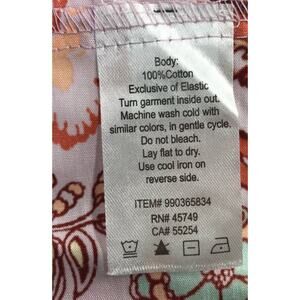 Body:
100%Cotton
Exclusive of Elastic
Turn garment inside out.
Machine wash cold with
similar colors, in gentle cycle.
Do not bleach.
Lay flat to dry.
Use cool iron on
reverse side.
ITEM# 990365834
RN# 45749
CA# 55254